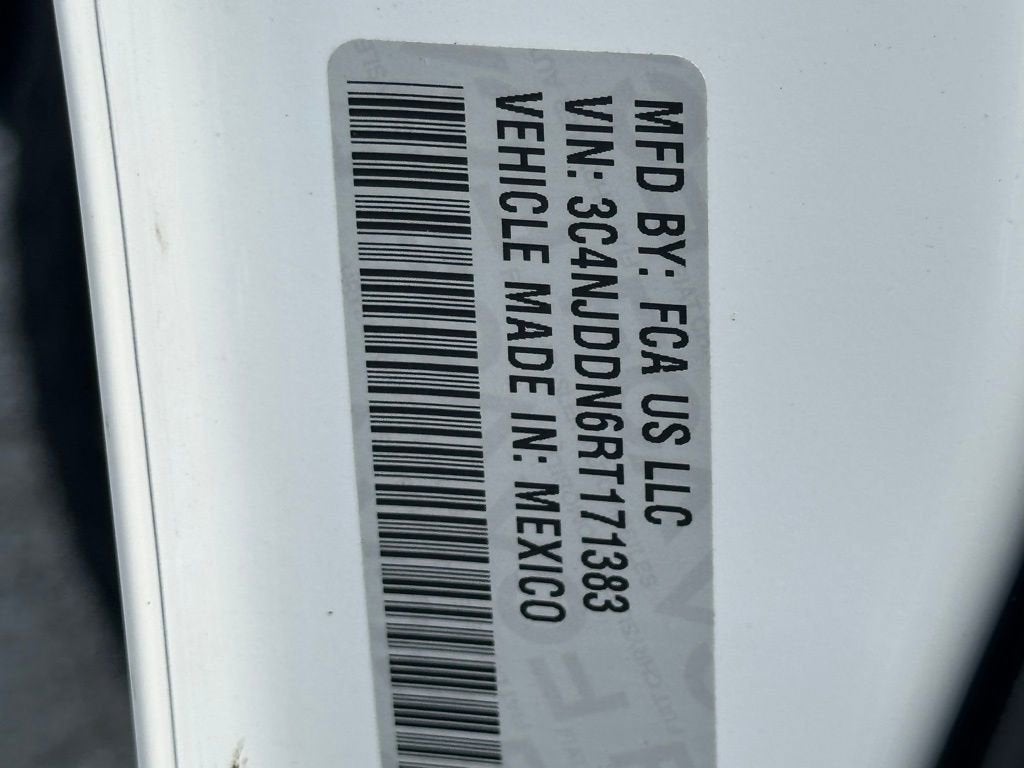 MFD BY: FCA US LLC
VIN: 3C4NJDDN6RT171383
VEHICLE MADE IN: MEXICO